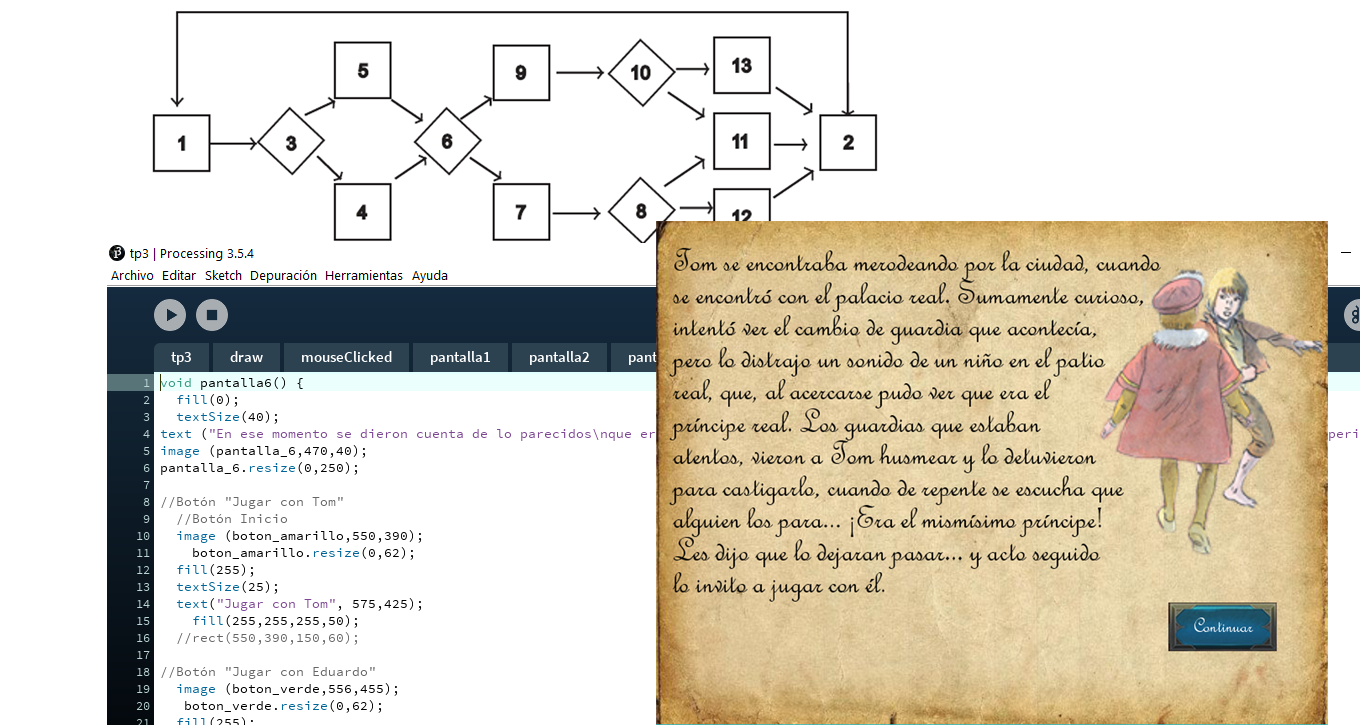 5
9
10
13
1
3
6
11
2
4
7
8
12
tp3 | Processing 3.5.4
Archivo Editar Sketch Depuración Herramientas Ayuda
tp3 draw mouseClicked pantalla1 pantalla2 pant
1 void pantalla6() {
2 fill(0);
3 textSize(40);
4 text ("En ese momento se dieron cuenta de lo parecidos\nque er
5 image (pantalla_6,470,40);
6 pantalla_6.resize(0,250);
7
8 //Botón "Jugar con Tom"
9 //Botón Inicio
10 image (boton_amarillo,550,390);
11 boton_amarillo.resize(0,62);
12 fill(255);
13 textSize(25);
14 text("Jugar con Tom", 575,425);
15 fill(255,255,255,50);
16 //rect(550,390,150,60);
17
18 //Botón "Jugar con Eduardo"
19 image (boton_verde,556,455);
20 boton_verde.resize(0,62);
21 fill(255);
Tom se encontraba merodeando por la ciudad, cuando
se encontró con el palacio real. Sumamente curioso,
intentó ver el cambio de guardia que acontecía,
pero lo distrajo un sonido de un niño en el patio
real, que, al acercarse pudo ver que era el
príncipe real. Los guardias que estaban
atentos, vieron a Tom husmear y lo detuvieron
para castigarlo, cuando de repente se escucha que
alguien los para... ¡Era el mismísimo príncipe!
Les dijo que lo dejaran pasar... y acto seguido
lo invito a jugar con él.
Continuar
peri